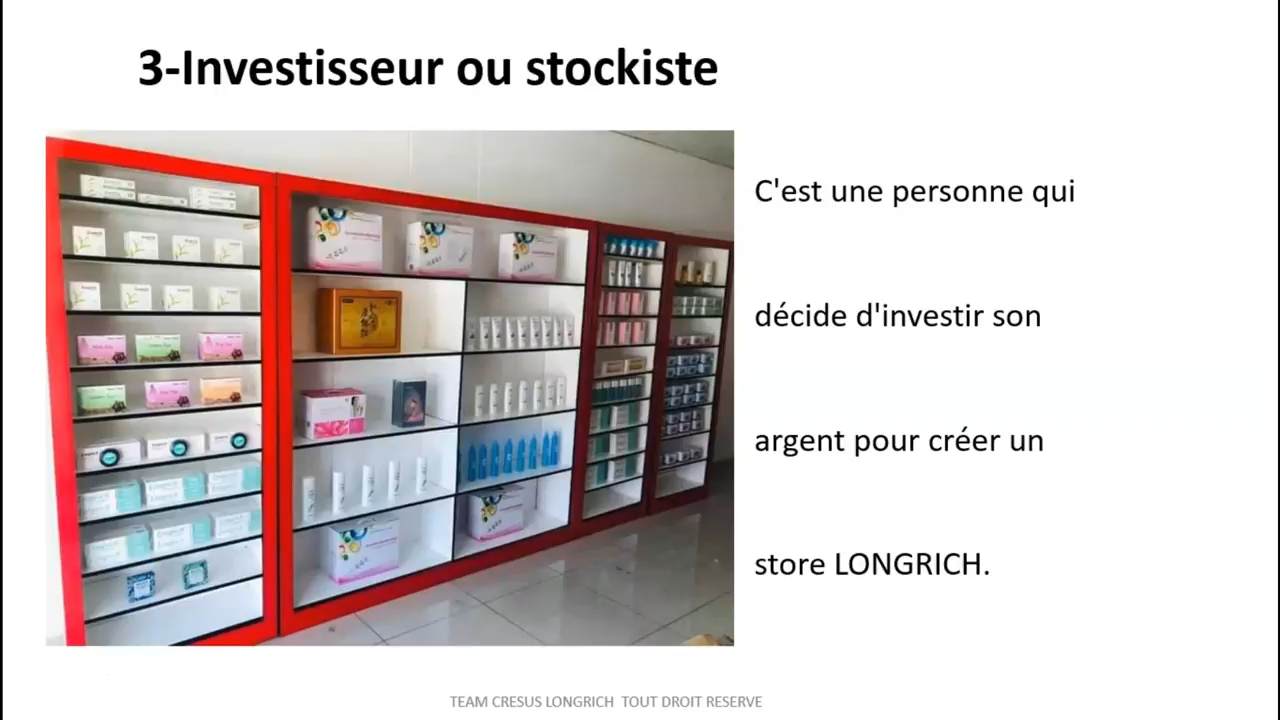 3-Investisseur ou stockiste
C'est une personne qui
décide d'investir son
argent pour créer un
store LONGRICH.
TEAM CRESUS LONGRICH TOUT DROIT RESERVE